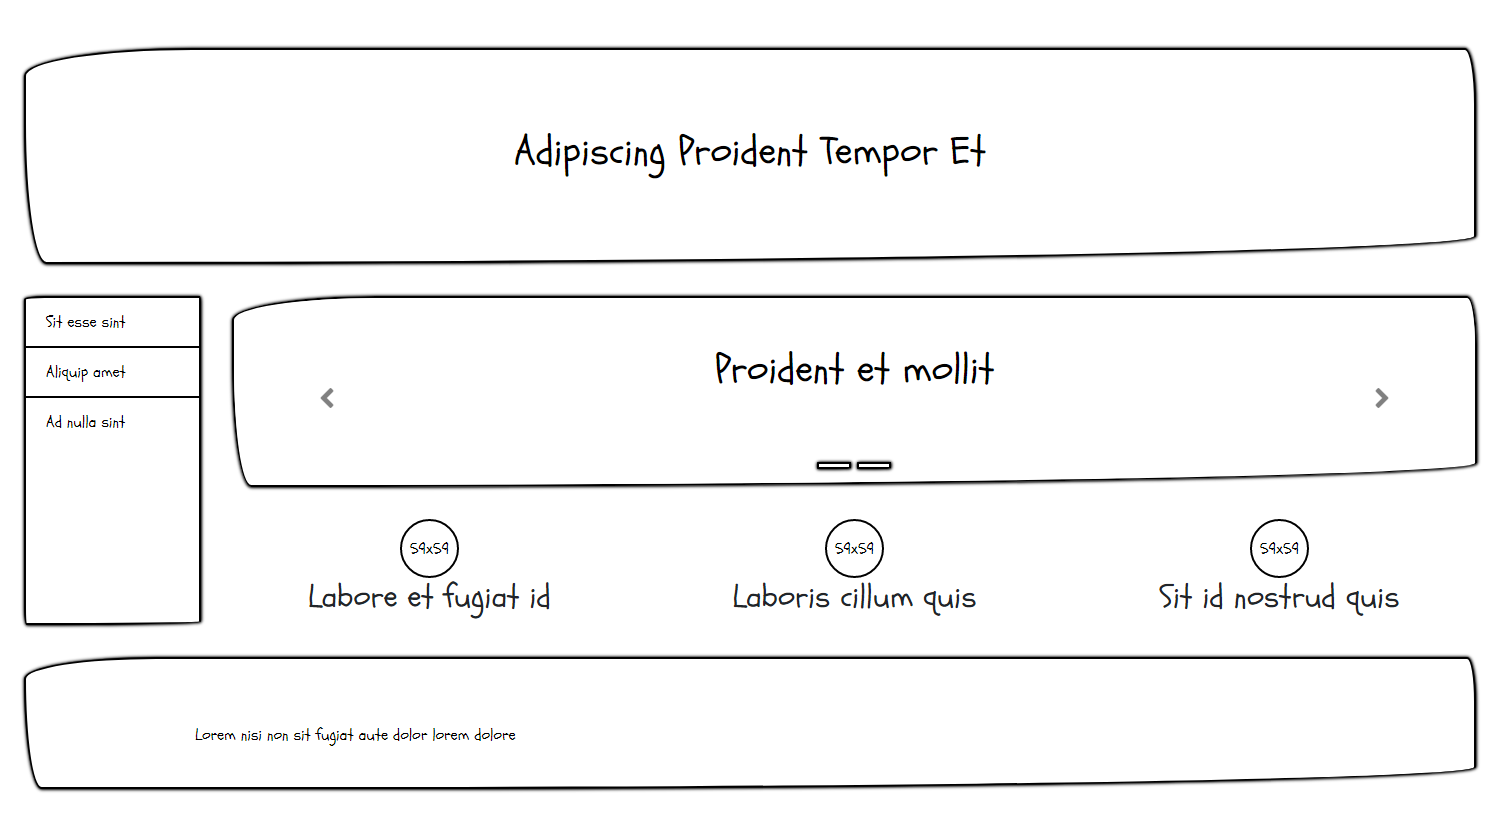 Adipiscing Proident Tempor Et
Sit esse sint
Aliquip amet
Ad nulla sint
Proident et mollit
59x59
Labore et fugiat id
59x59
Laboris cillum quis
59x59
Sit id nostrud quis
Lorem nisi non sit fugiat aute dolor lorem dolore